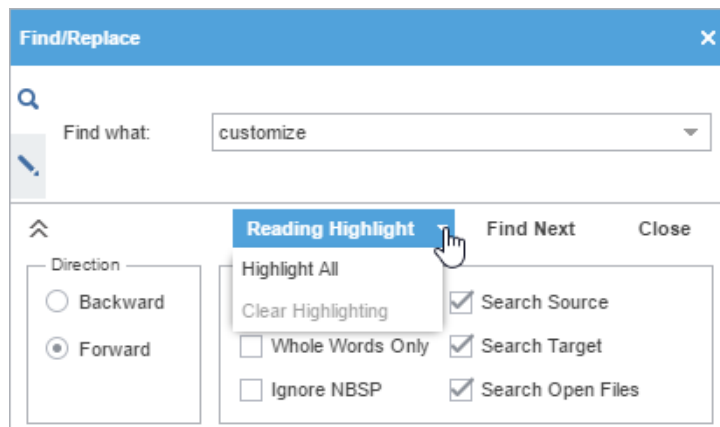 Find/Replace
Find what: customize
Reading Highlight Find Next Close
Direction
Highlight All
Backward
Clear Highlighting
Search Source
Forward
Whole Words Only
Search Target
Ignore NBSP
Search Open Files